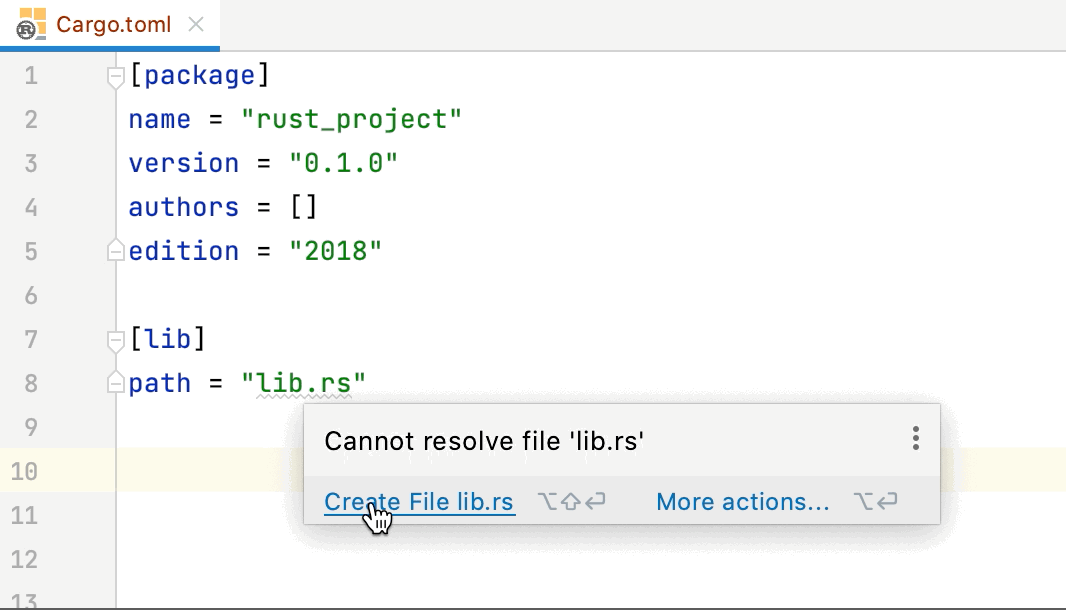 Cargo.toml
1 [package]
2 name = "rust_project"
3 version = "0.1.0"
4 authors = []
5 edition = "2018"
6
7 [lib]
8 path = "lib.rs"
9
Cannot resolve file 'lib.rs'
10
Create File lib.rs ⌥⇧⏎ More actions... ⌥⏎
11
12
13